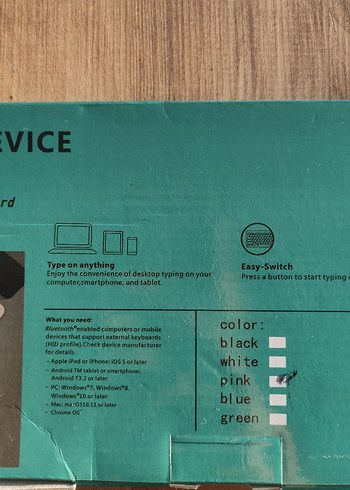 EVICE
rd
Type on anything
Enjoy the convenience of desktop typing on your
computer,smartphone, and tablet.
Easy-Switch
Press a button to start typing
What you need:
Bluetooth® enabled computers or mobile
devices that support external keyboards
(HID profile).Check device manufacturer
for details.
– Apple iPad or iPhone: iOS 5 or later
– Android TM tablet or smartphone:
Android T3.2 or later
– PC: Windows®7, Windows®8,
Windows®10 or later
– Mac: mac OS10.13 or later
– Chrome OS™
color:
black
white
pink
blue
green